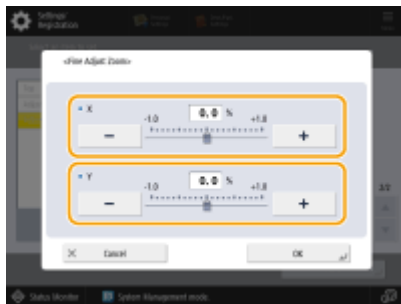 Settings/
Registration
<Fine Adjust Zoom>
X
0.0 %
-1.0
+1.0
−
+
Y
0.0 %
-1.0
+1.0
−
+
Cancel
OK
Status Monitor
System Management mode.